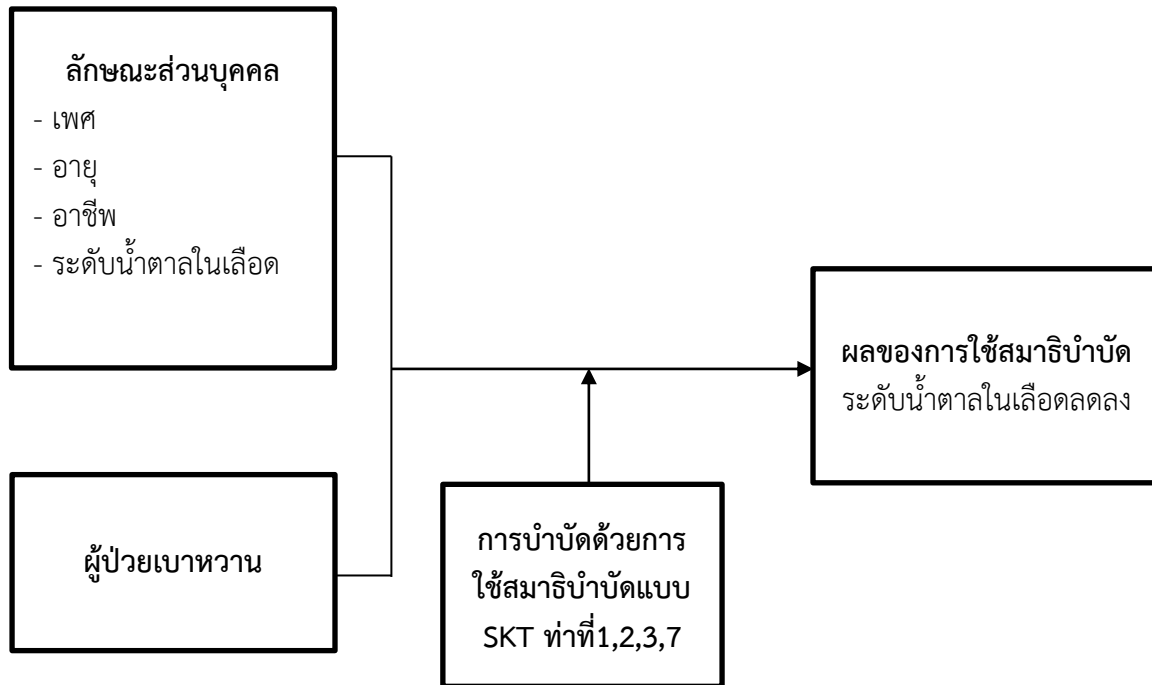 ลักษณะส่วนบุคคล
- เพศ
- อายุ
- อาชีพ
- ระดับน้ำตาลในเลือด
ผู้ป่วยเบาหวาน
การบำบัดด้วยการ
ใช้สมาธิบำบัดแบบ
SKT ท่าที่1,2,3,7
ผลของการใช้สมาธิบำบัด
ระดับน้ำตาลในเลือดลดลง